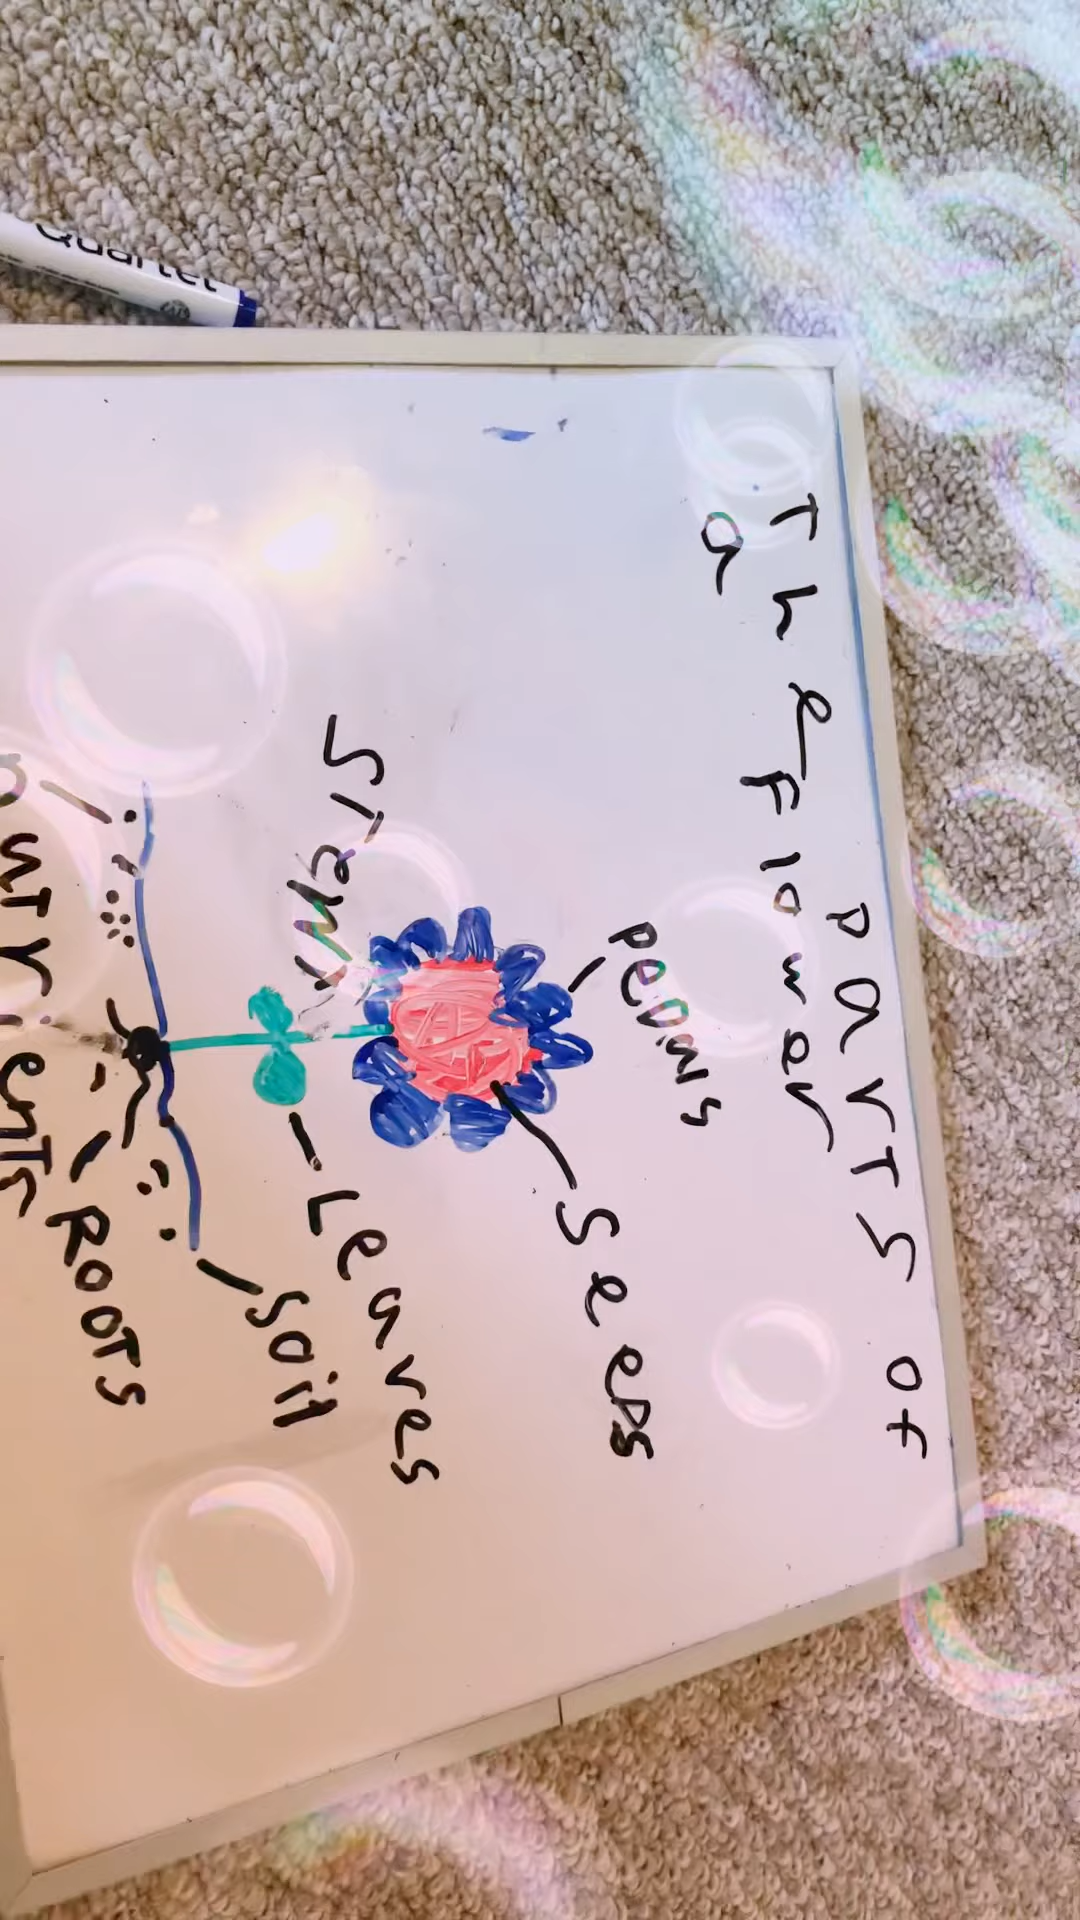 The parts of
a Flower
pedals
seeds
stem
Leaves
soil
Roots
nutrients
Quartet